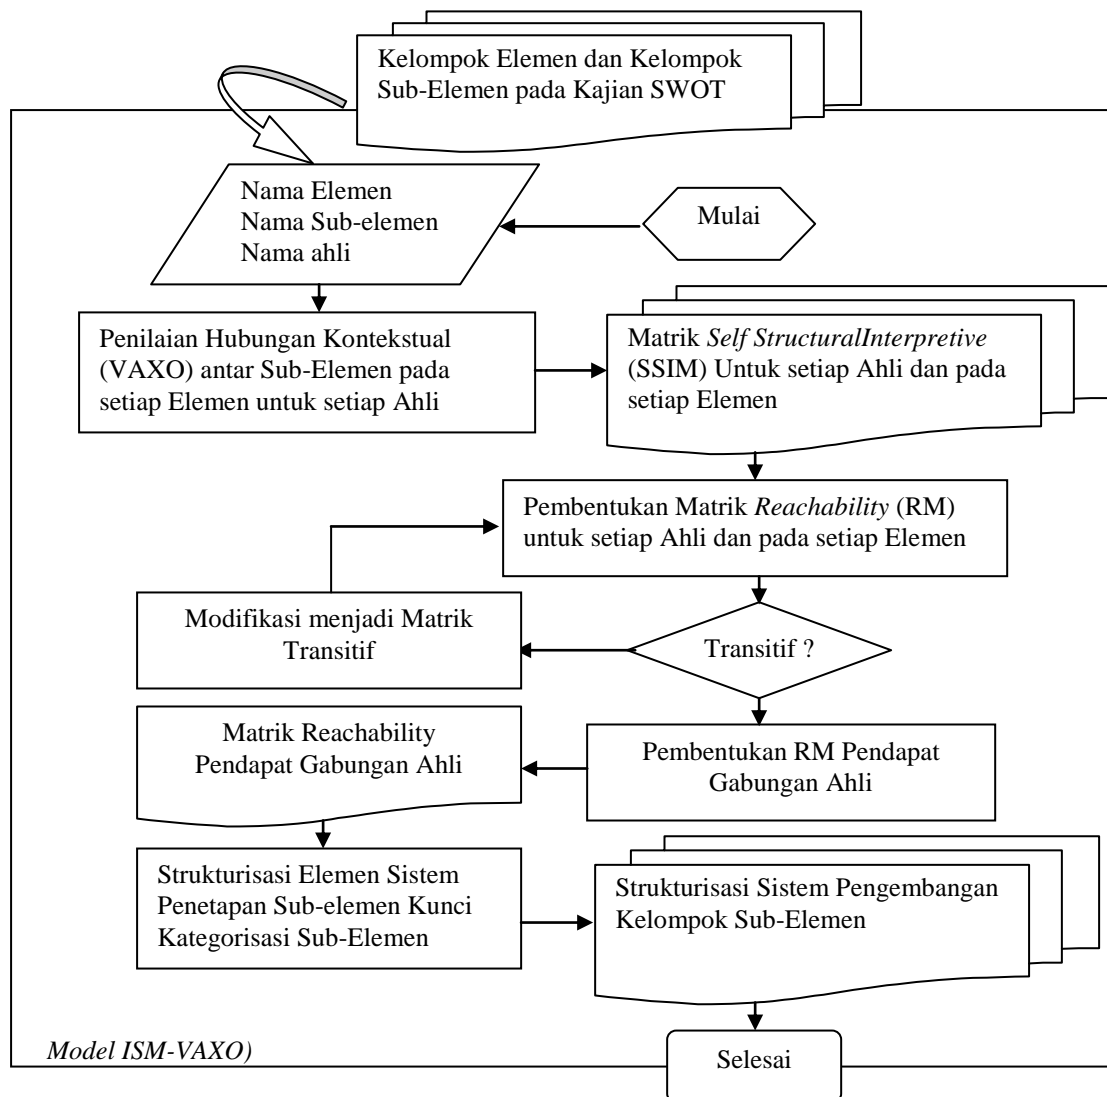 Kelompok Elemen dan Kelompok
Sub-Elemen pada Kajian SWOT
Nama Elemen
Nama Sub-elemen
Nama ahli
Mulai
Penilaian Hubungan Kontekstual
(VAXO) antar Sub-Elemen pada
setiap Elemen untuk setiap Ahli
Matrik Self StructuralInterpretive
(SSIM) Untuk setiap Ahli dan pada
setiap Elemen
Pembentukan Matrik Reachability (RM)
untuk setiap Ahli dan pada setiap Elemen
Modifikasi menjadi Matrik
Transitif
Transitif ?
Matrik Reachability
Pendapat Gabungan Ahli
Pembentukan RM Pendapat
Gabungan Ahli
Strukturisasi Elemen Sistem
Penetapan Sub-elemen Kunci
Kategorisasi Sub-Elemen
Strukturisasi Sistem Pengembangan
Kelompok Sub-Elemen
Model ISM-VAXO)
Selesai